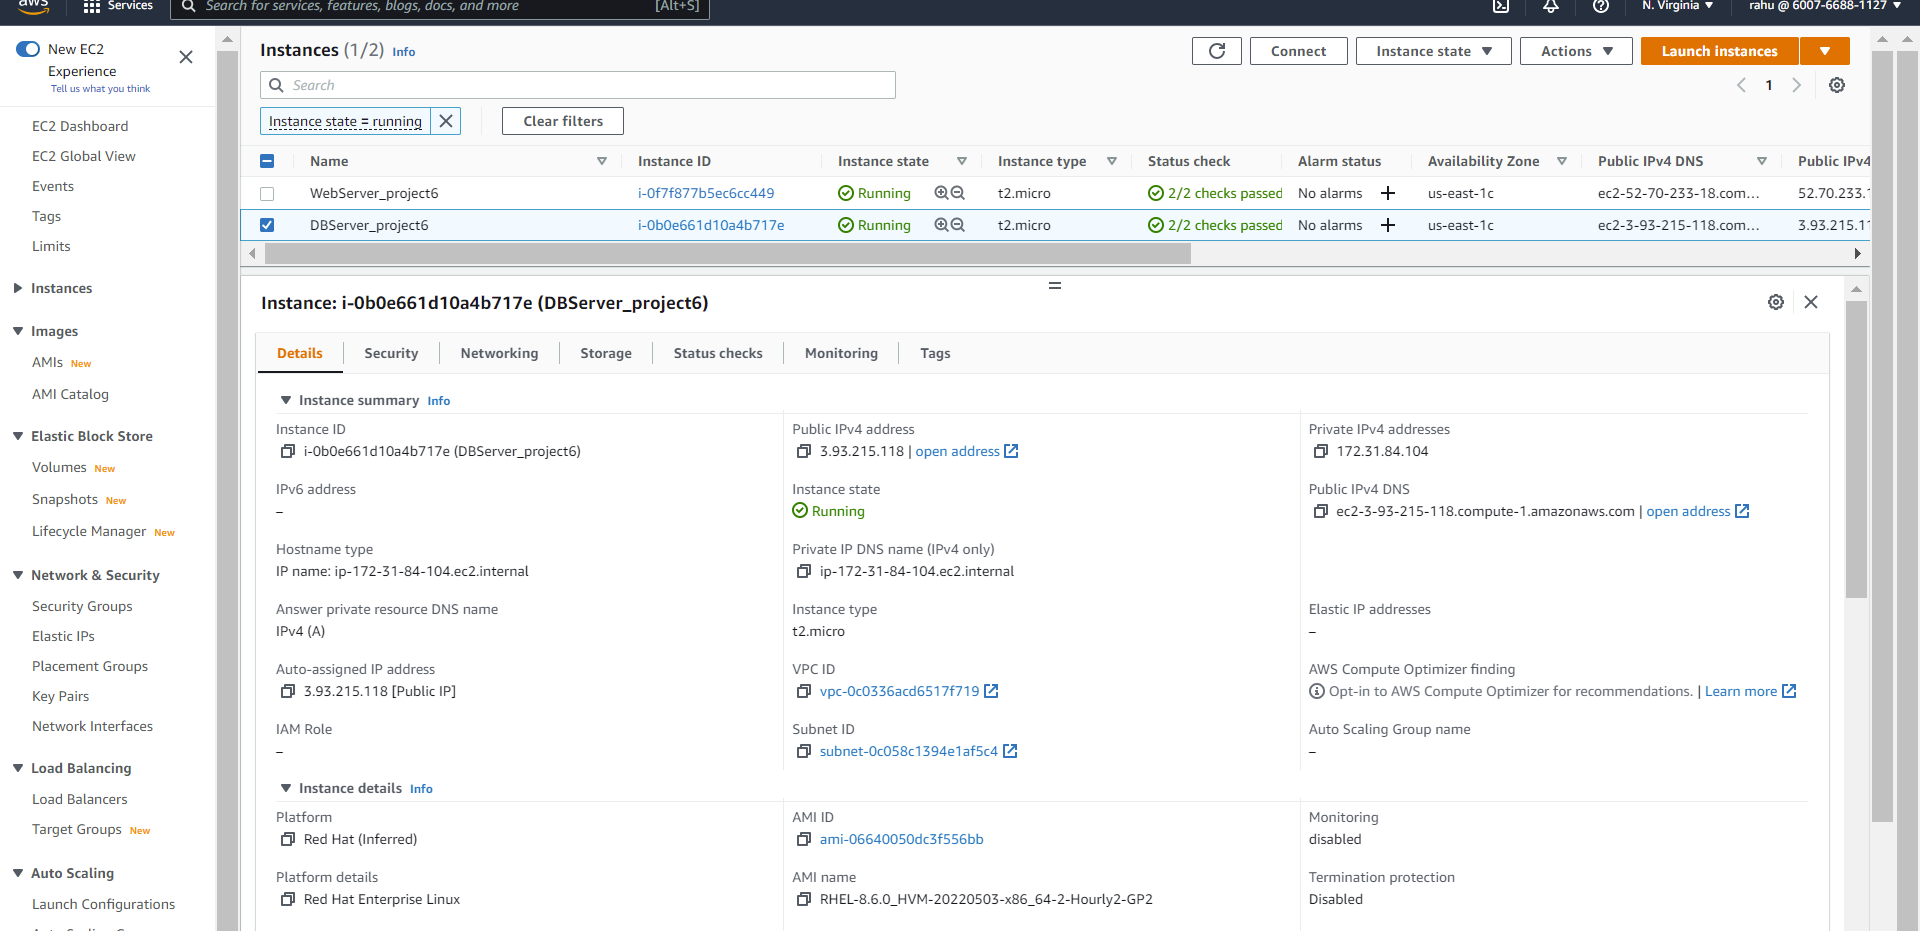 aws
Services
Search for services, features, blogs, docs, and more
[Alt+S]
N. Virginia
rahu @ 6007-6688-1127
New EC2
Experience
Tell us what you think
EC2 Dashboard
EC2 Global View
Events
Tags
Limits
Instances
Images
AMIs New
AMI Catalog
Elastic Block Store
Volumes New
Snapshots New
Lifecycle Manager New
Network & Security
Security Groups
Elastic IPs
Placement Groups
Key Pairs
Network Interfaces
Load Balancing
Load Balancers
Target Groups New
Auto Scaling
Launch Configurations
Instances (1/2) Info
Connect
Instance state
Actions
Launch instances
Search
1
Instance state = running
Clear filters
Name Instance ID Instance state Instance type Status check Alarm status Availability Zone Public IPv4 DNS Public IPv4
WebServer_project6 i-0f7f877b5ec6cc449 Running t2.micro 2/2 checks passed No alarms us-east-1c ec2-52-70-233-18.com... 52.70.233.1
DBServer_project6 i-0b0e661d10a4b717e Running t2.micro 2/2 checks passed No alarms us-east-1c ec2-3-93-215-118.com... 3.93.215.11
Instance: i-0b0e661d10a4b717e (DBServer_project6)
Details Security Networking Storage Status checks Monitoring Tags
Instance summary Info
Instance ID
i-0b0e661d10a4b717e (DBServer_project6)
Public IPv4 address
3.93.215.118 | open address
Private IPv4 addresses
172.31.84.104
IPv6 address
–
Instance state
Running
Public IPv4 DNS
ec2-3-93-215-118.compute-1.amazonaws.com | open address
Hostname type
IP name: ip-172-31-84-104.ec2.internal
Private IP DNS name (IPv4 only)
ip-172-31-84-104.ec2.internal
Answer private resource DNS name
IPv4 (A)
Instance type
t2.micro
Elastic IP addresses
–
Auto-assigned IP address
3.93.215.118 [Public IP]
VPC ID
vpc-0c0336acd6517f719
AWS Compute Optimizer finding
Opt-in to AWS Compute Optimizer for recommendations. | Learn more
IAM Role
–
Subnet ID
subnet-0c058c1394e1af5c4
Auto Scaling Group name
–
Instance details Info
Platform
Red Hat (Inferred)
AMI ID
ami-06640050dc3f556bb
Monitoring
disabled
Platform details
Red Hat Enterprise Linux
AMI name
RHEL-8.6.0_HVM-20220503-x86_64-2-Hourly2-GP2
Termination protection
Disabled